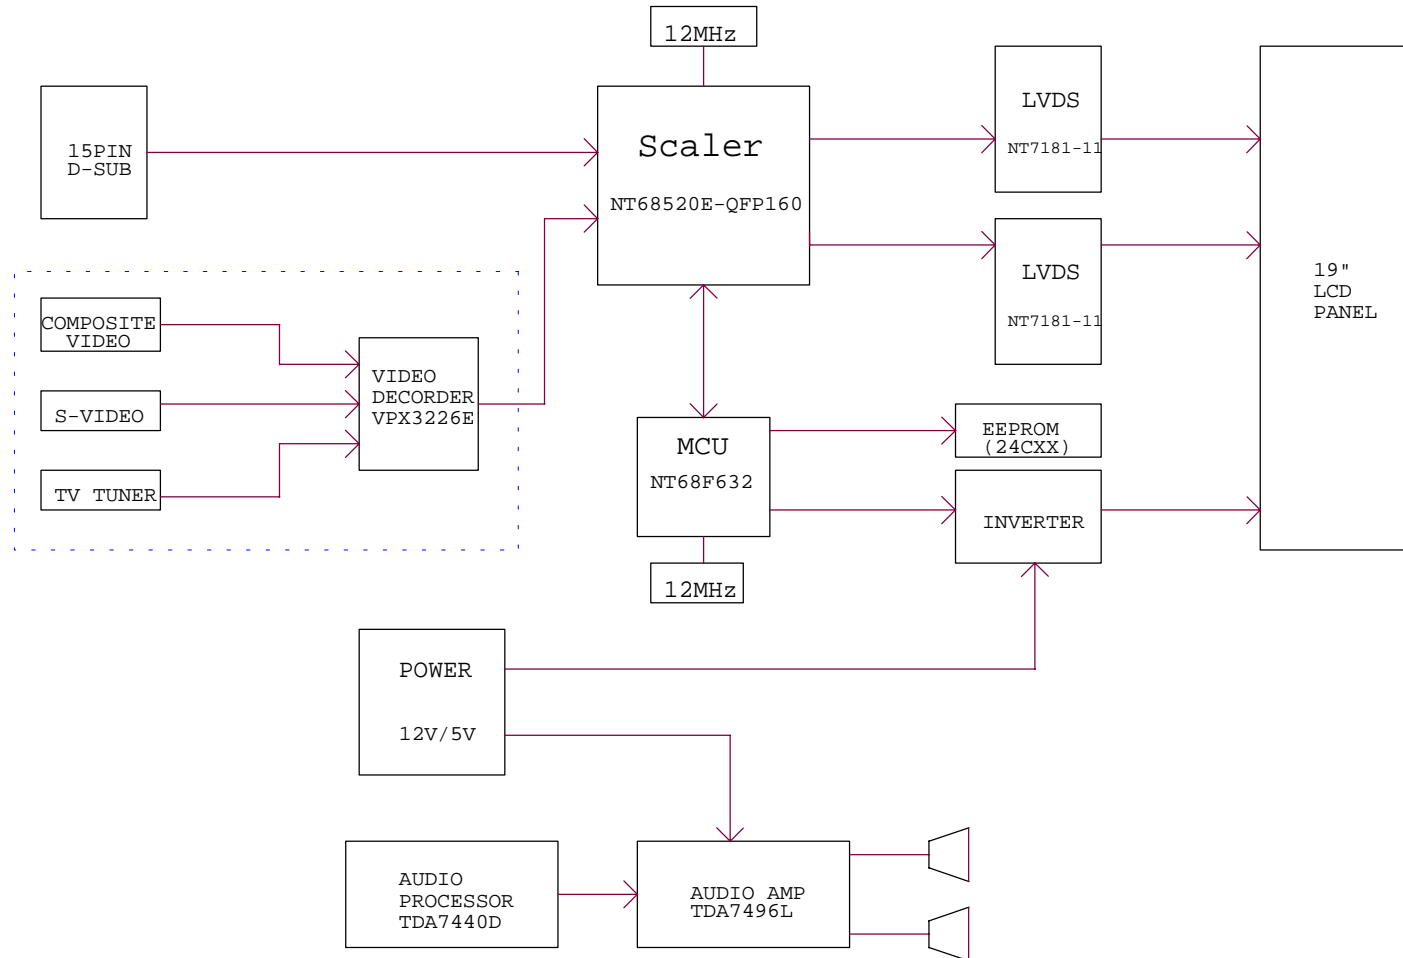 12MHz
15PIN
D-SUB
Scaler
NT68520E-QFP160
LVDS
NT7181-11
LVDS
NT7181-11
19"
LCD
PANEL
COMPOSITE
VIDEO
S-VIDEO
TV TUNER
VIDEO
DECORDER
VPX3226E
MCU
NT68F632
EEPROM
(24CXX)
INVERTER
12MHz
POWER
12V/5V
AUDIO
PROCESSOR
TDA7440D
AUDIO AMP
TDA7496L